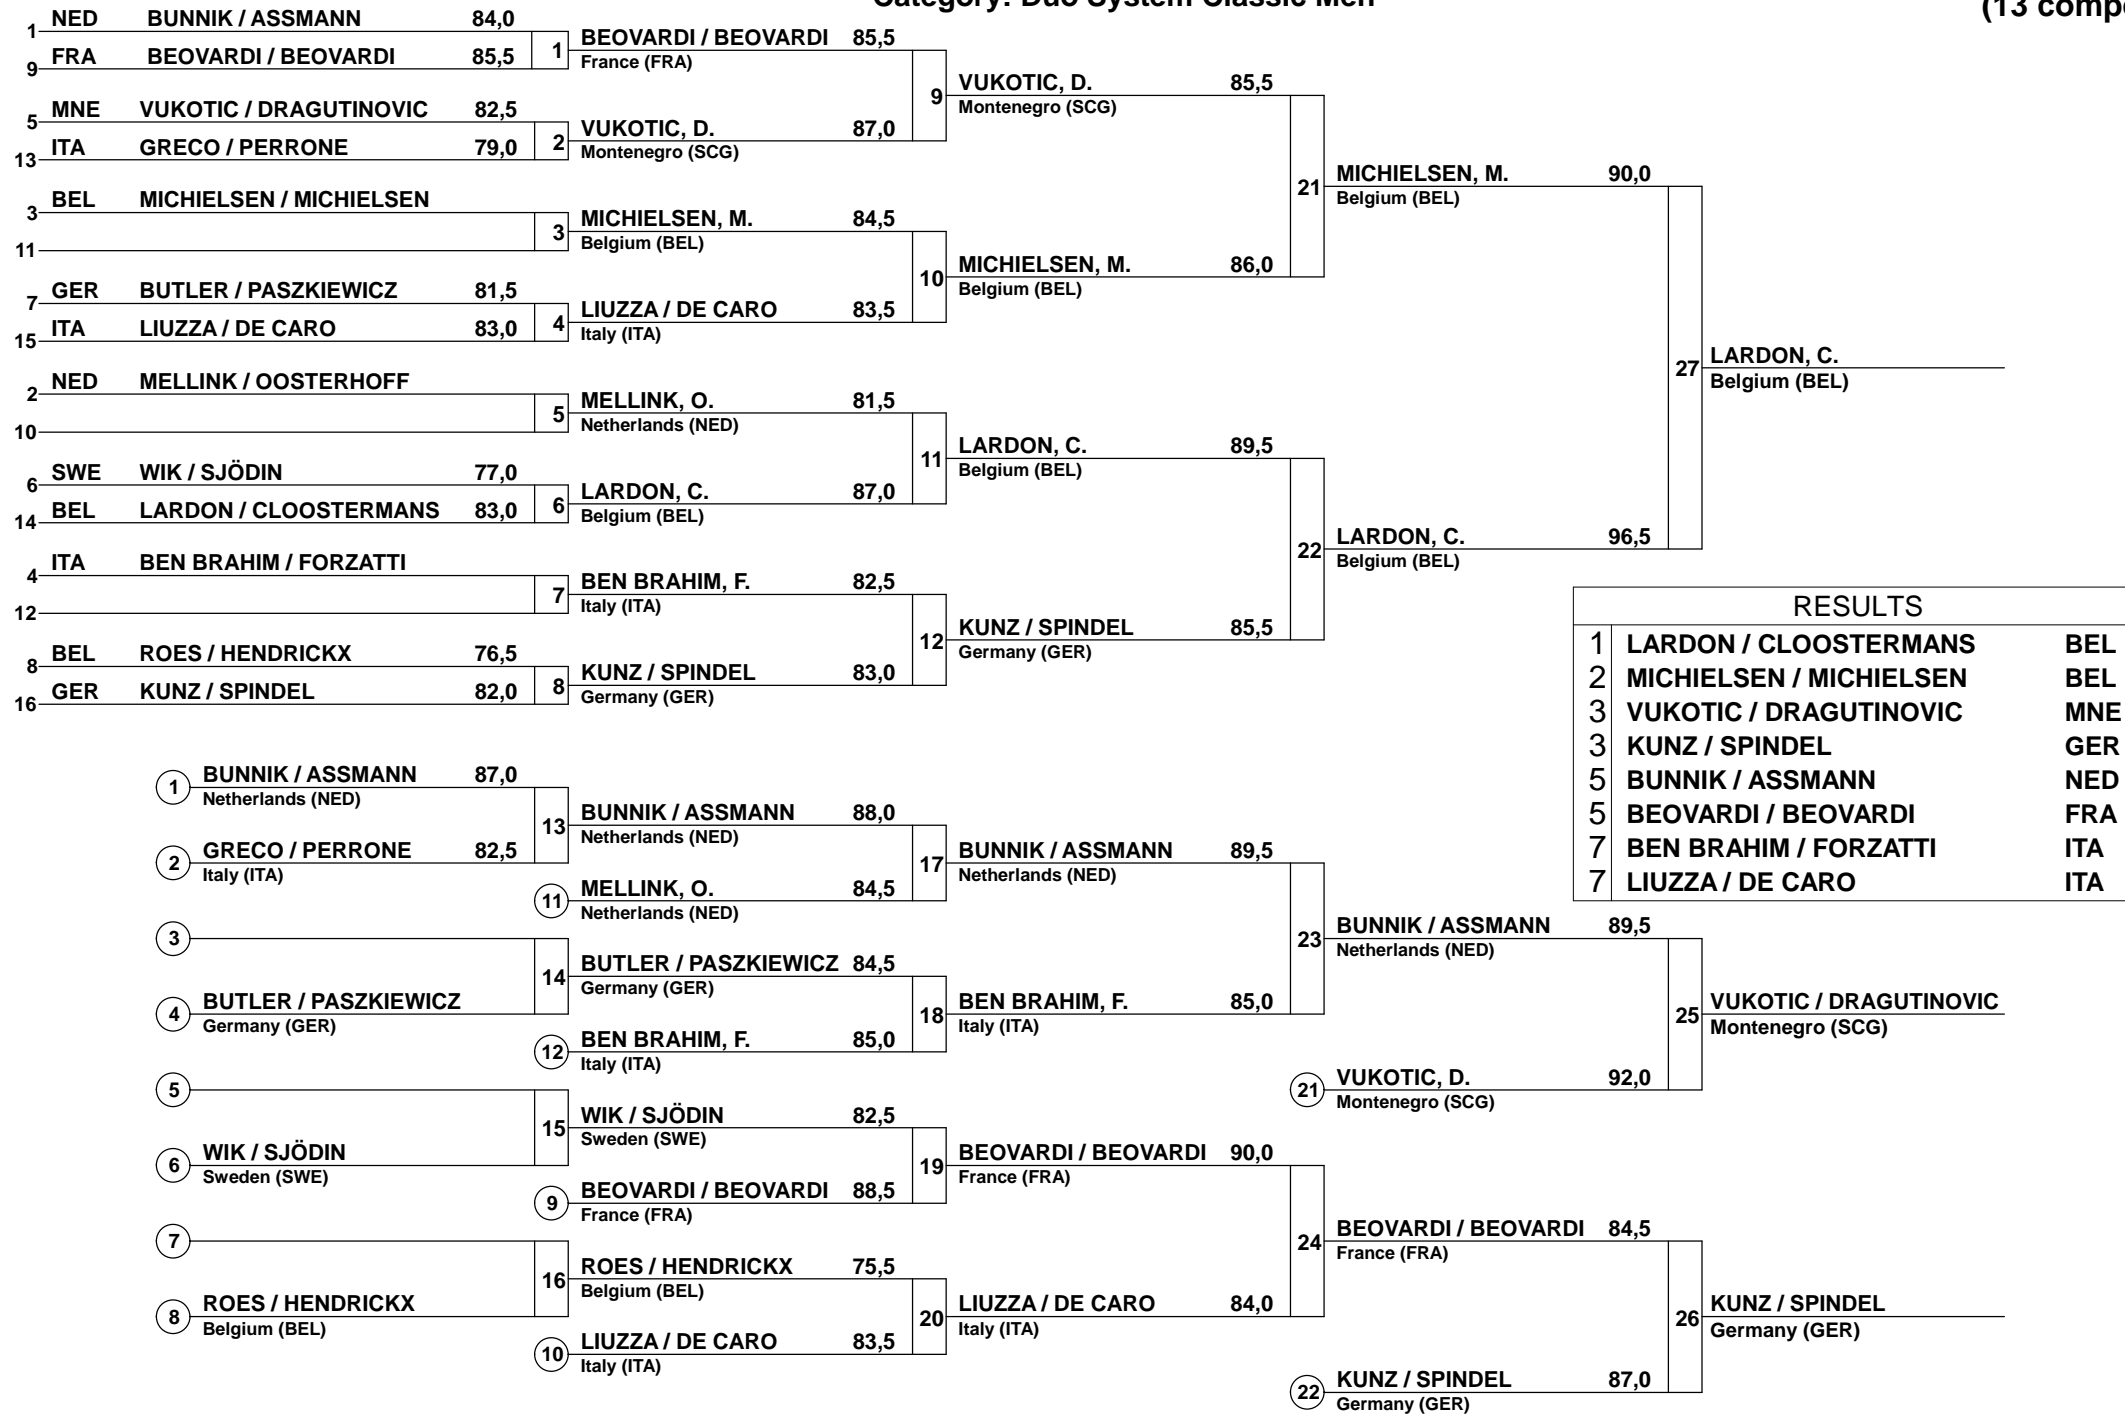 Category: Duo System Classic Men
(13 comp
1 NED BUNNIK / ASSMANN 84,0
9 FRA BEOVARDI / BEOVARDI 85,5
1 BEOVARDI / BEOVARDI 85,5
France (FRA)
5 MNE VUKOTIC / DRAGUTINOVIC 82,5
13 ITA GRECO / PERRONE 79,0
2 VUKOTIC, D. 87,0
Montenegro (SCG)
9 VUKOTIC, D. 85,5
Montenegro (SCG)
3 BEL MICHIELSEN / MICHIELSEN
11
3 MICHIELSEN, M. 84,5
Belgium (BEL)
7 GER BUTLER / PASZKIEWICZ 81,5
15 ITA LIUZZA / DE CARO 83,0
4 LIUZZA / DE CARO 83,5
Italy (ITA)
10 MICHIELSEN, M. 86,0
Belgium (BEL)
21 MICHIELSEN, M. 90,0
Belgium (BEL)
2 NED MELLINK / OOSTERHOFF
10
5 MELLINK, O. 81,5
Netherlands (NED)
6 SWE WIK / SJÖDIN 77,0
14 BEL LARDON / CLOOSTERMANS 83,0
6 LARDON, C. 87,0
Belgium (BEL)
11 LARDON, C. 89,5
Belgium (BEL)
4 ITA BEN BRAHIM / FORZATTI
12
7 BEN BRAHIM, F. 82,5
Italy (ITA)
8 BEL ROES / HENDRICKX 76,5
16 GER KUNZ / SPINDEL 82,0
8 KUNZ / SPINDEL 83,0
Germany (GER)
12 KUNZ / SPINDEL 85,5
Germany (GER)
22 LARDON, C. 96,5
Belgium (BEL)
27 LARDON, C.
Belgium (BEL)
RESULTS
1 LARDON / CLOOSTERMANS BEL
2 MICHIELSEN / MICHIELSEN BEL
3 VUKOTIC / DRAGUTINOVIC MNE
3 KUNZ / SPINDEL GER
5 BUNNIK / ASSMANN NED
5 BEOVARDI / BEOVARDI FRA
7 BEN BRAHIM / FORZATTI ITA
7 LIUZZA / DE CARO ITA
1 BUNNIK / ASSMANN 87,0
Netherlands (NED)
2 GRECO / PERRONE 82,5
Italy (ITA)
13 BUNNIK / ASSMANN 88,0
Netherlands (NED)
11 MELLINK, O. 84,5
Netherlands (NED)
17 BUNNIK / ASSMANN 89,5
Netherlands (NED)
3
4 BUTLER / PASZKIEWICZ
Germany (GER)
14 BUTLER / PASZKIEWICZ 84,5
Germany (GER)
12 BEN BRAHIM, F. 85,0
Italy (ITA)
18 BEN BRAHIM, F. 85,0
Italy (ITA)
23 BUNNIK / ASSMANN 89,5
Netherlands (NED)
21 VUKOTIC, D. 92,0
Montenegro (SCG)
25 VUKOTIC / DRAGUTINOVIC
Montenegro (SCG)
5
6 WIK / SJÖDIN
Sweden (SWE)
15 WIK / SJÖDIN 82,5
Sweden (SWE)
9 BEOVARDI / BEOVARDI 88,5
France (FRA)
19 BEOVARDI / BEOVARDI 90,0
France (FRA)
7
8 ROES / HENDRICKX
Belgium (BEL)
16 ROES / HENDRICKX 75,5
Belgium (BEL)
10 LIUZZA / DE CARO 83,5
Italy (ITA)
20 LIUZZA / DE CARO 84,0
Italy (ITA)
24 BEOVARDI / BEOVARDI 84,5
France (FRA)
22 KUNZ / SPINDEL 87,0
Germany (GER)
26 KUNZ / SPINDEL
Germany (GER)